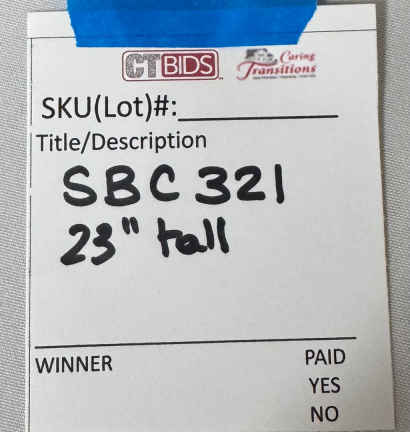 CTBIDS Caring Transitions
SKU(Lot)#:
Title/Description
SBC 321
23" tall
WINNER PAID
YES
NO